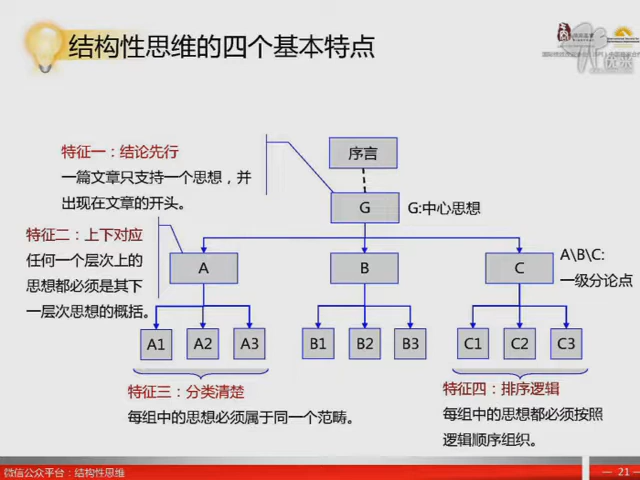 结构性思维的四个基本特点
特征一：结论先行
一篇文章只支持一个思想，并
出现在文章的开头。
序言
G
G:中心思想
特征二：上下对应
任何一个层次上的
思想都必须是其下
一层次思想的概括。
A
B
C
A\B\C:
一级分论点
A1
A2
A3
B1
B2
B3
C1
C2
C3
特征三：分类清楚
每组中的思想必须属于同一个范畴。
特征四：排序逻辑
每组中的思想都必须按照
逻辑顺序组织。
微信公众平台：结构性思维
— 21 —